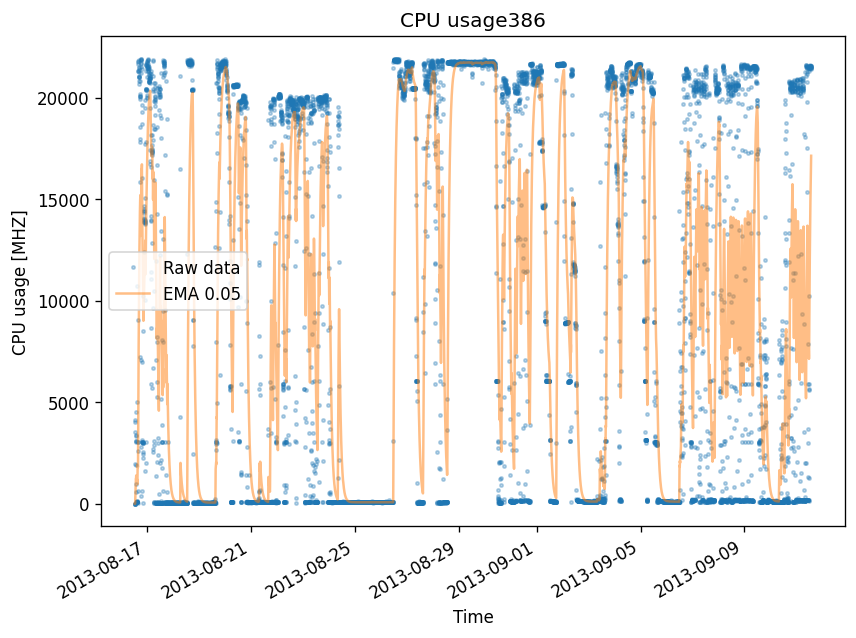 CPU usage386
CPU usage [MHZ]
20000
15000
10000
5000
0
Raw data
EMA 0.05
2013-08-17
2013-08-21
2013-08-25
2013-08-29
2013-09-01
2013-09-05
2013-09-09
Time